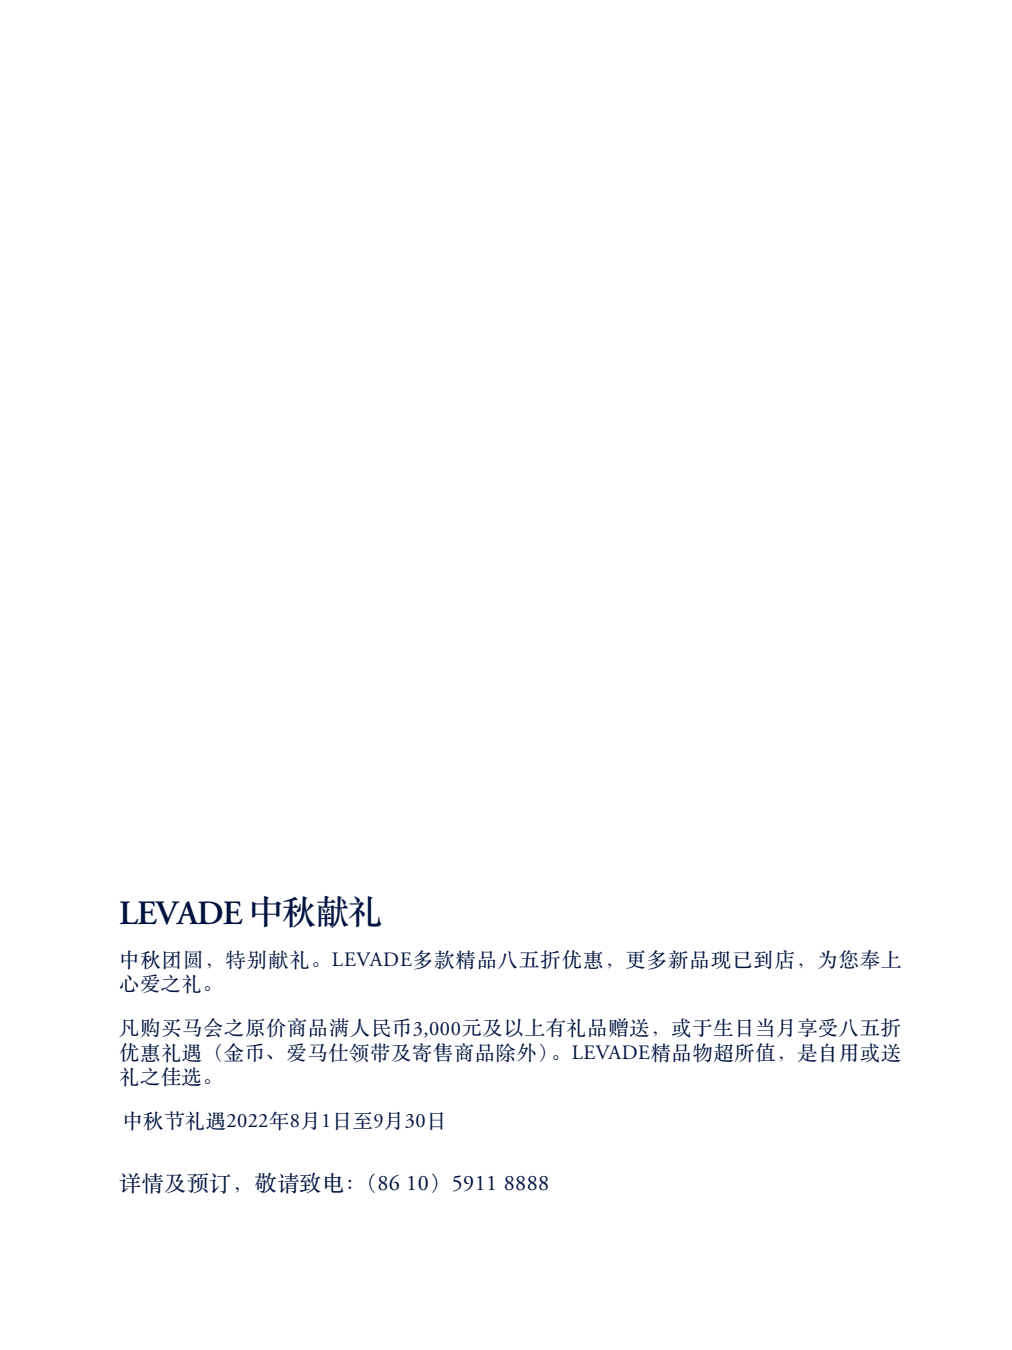 LEVADE 中秋献礼
中秋团圆，特别献礼。LEVADE多款精品八五折优惠，更多新品现已到店，为您奉上
心爱之礼。
凡购买马会之原价商品满人民币3,000元及以上有礼品赠送，或于生日当月享受八五折
优惠礼遇（金币、爱马仕领带及寄售商品除外）。LEVADE精品物超所值，是自用或送
礼之佳选。
中秋节礼遇2022年8月1日至9月30日
详情及预订，敬请致电：（86 10）5911 8888